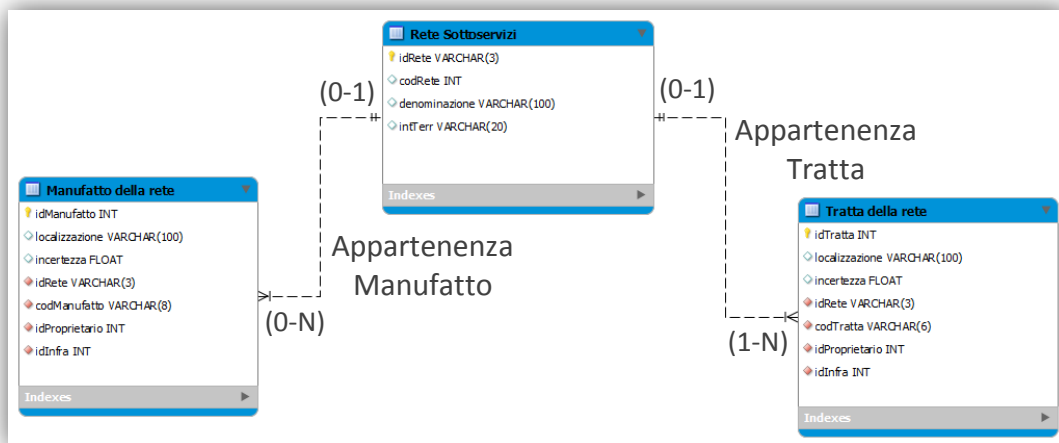 Rete Sottoservizi
idRete VARCHAR(3)
codRete INT
denominazione VARCHAR(100)
intTerr VARCHAR(20)
Indexes
(0-1)
(0-1)
Appartenenza
Tratta
Manufatto della rete
idManufatto INT
localizzazione VARCHAR(100)
incertezza FLOAT
idRete VARCHAR(3)
codManufatto VARCHAR(8)
idProprietario INT
idInfra INT
Indexes
Appartenenza
Manufatto
(0-N)
Tratta della rete
idTratta INT
localizzazione VARCHAR(100)
incertezza FLOAT
idRete VARCHAR(3)
codTratta VARCHAR(6)
idProprietario INT
idInfra INT
Indexes
(1-N)